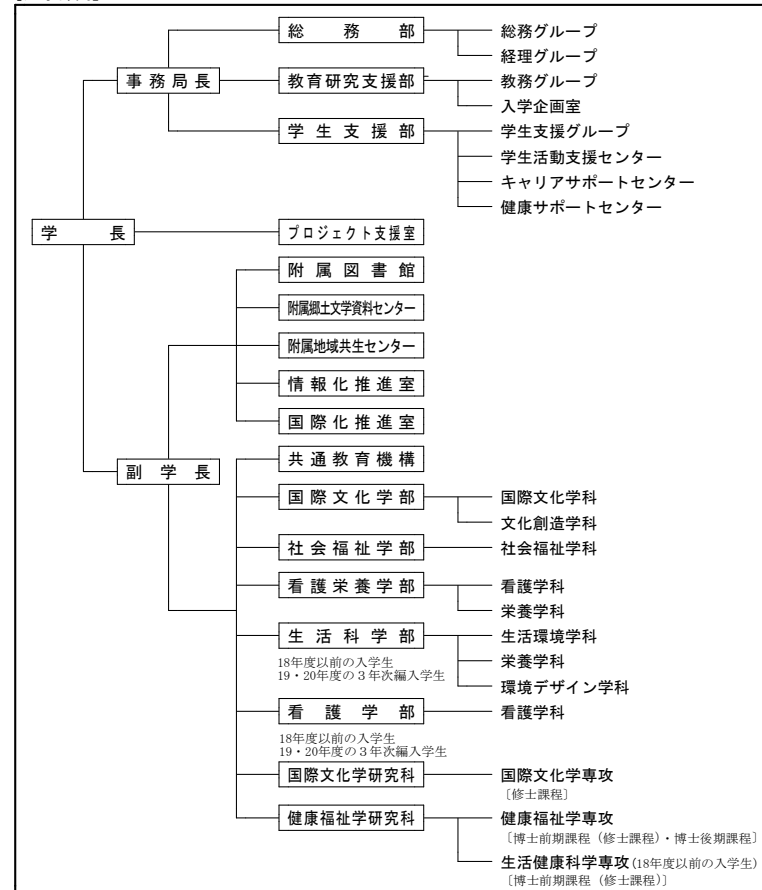 総務部
総務グループ
経理グループ
事務局長
教育研究支援部
教務グループ
入学企画室
学生支援部
学生支援グループ
学生活動支援センター
キャリアサポートセンター
健康サポートセンター
学長
プロジェクト支援室
附属図書館
附属郷土文学資料センター
附属地域共生センター
情報化推進室
国際化推進室
副学長
共通教育機構
国際文化学部
国際文化学科
文化創造学科
社会福祉学部
社会福祉学科
看護栄養学部
看護学科
栄養学科
生活科学部
18年度以前の入学生
19・20年度の3年次編入学生
生活環境学科
栄養学科
環境デザイン学科
看護学部
看護学科
18年度以前の入学生
19・20年度の3年次編入学生
国際文化学研究科
国際文化学専攻
〔修士課程〕
健康福祉学研究科
健康福祉学専攻
〔博士前期課程（修士課程）・博士後期課程〕
生活健康科学専攻(18年度以前の入学生)
〔博士前期課程（修士課程）〕